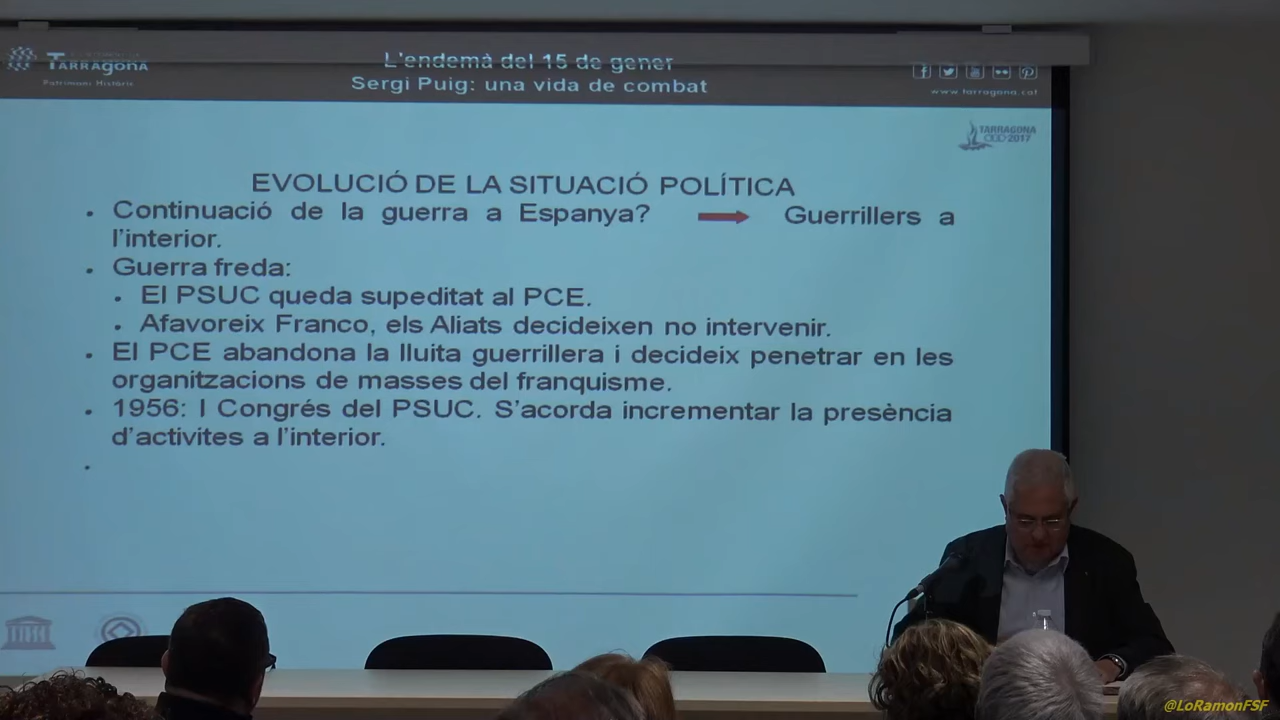 TARRAGONA
Patrimoni Històric
L'endemà del 15 de gener
Sergi Puig: una vida de combat
www.tarragona.cat
TARRAGONA
2017
EVOLUCIÓ DE LA SITUACIÓ POLÍTICA
Continuació de la guerra a Espanya? Guerrillers a
l'interior.
Guerra freda:
El PSUC queda supeditat al PCE.
Afavoreix Franco, els Aliats decideixen no intervenir.
El PCE abandona la lluita guerrillera i decideix penetrar en les
organitzacions de masses del franquisme.
1956: I Congrés del PSUC. S'acorda incrementar la presència
d'activites a l'interior.
@LoRamonFSF